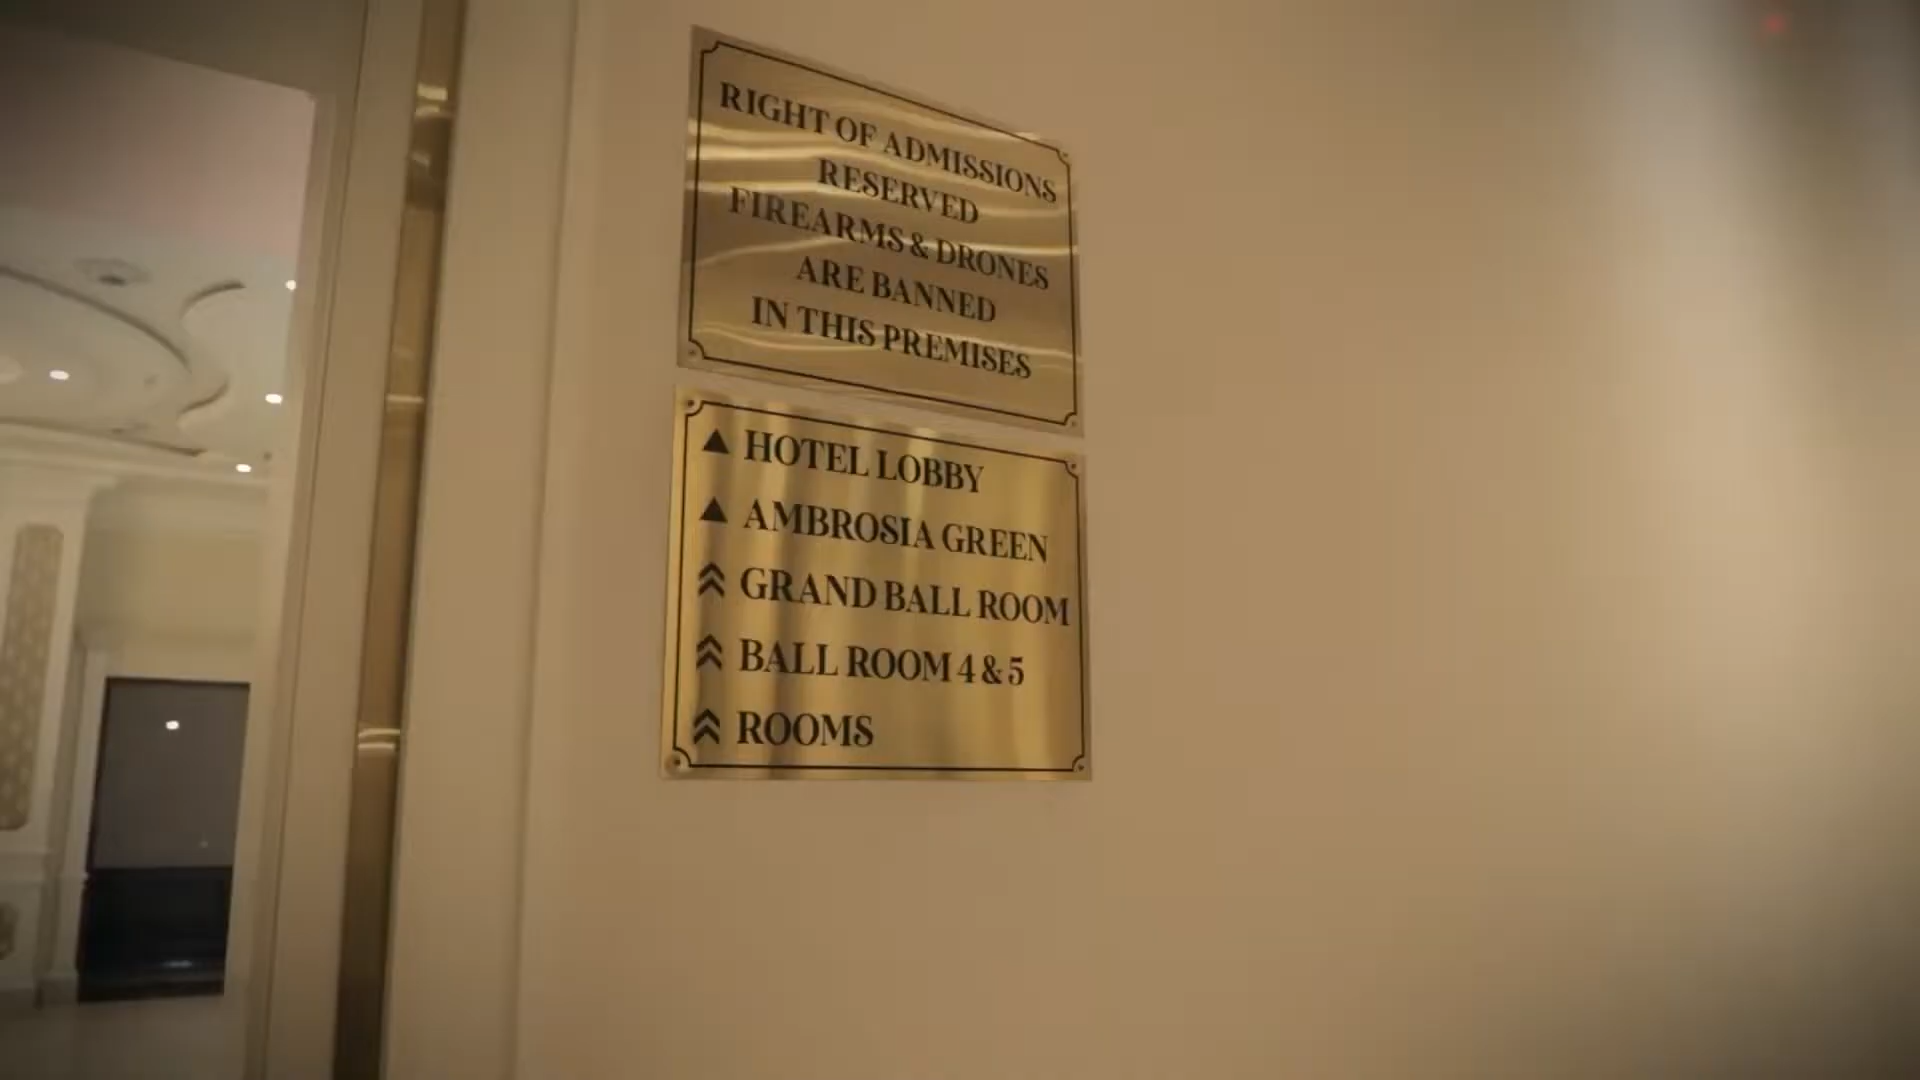 RIGHT OF ADMISSIONS
RESERVED
FIREARMS & DRONES
ARE BANNED
IN THIS PREMISES
▲ HOTEL LOBBY
▲ AMBROSIA GREEN
GRAND BALL ROOM
BALL ROOM 4 & 5
ROOMS